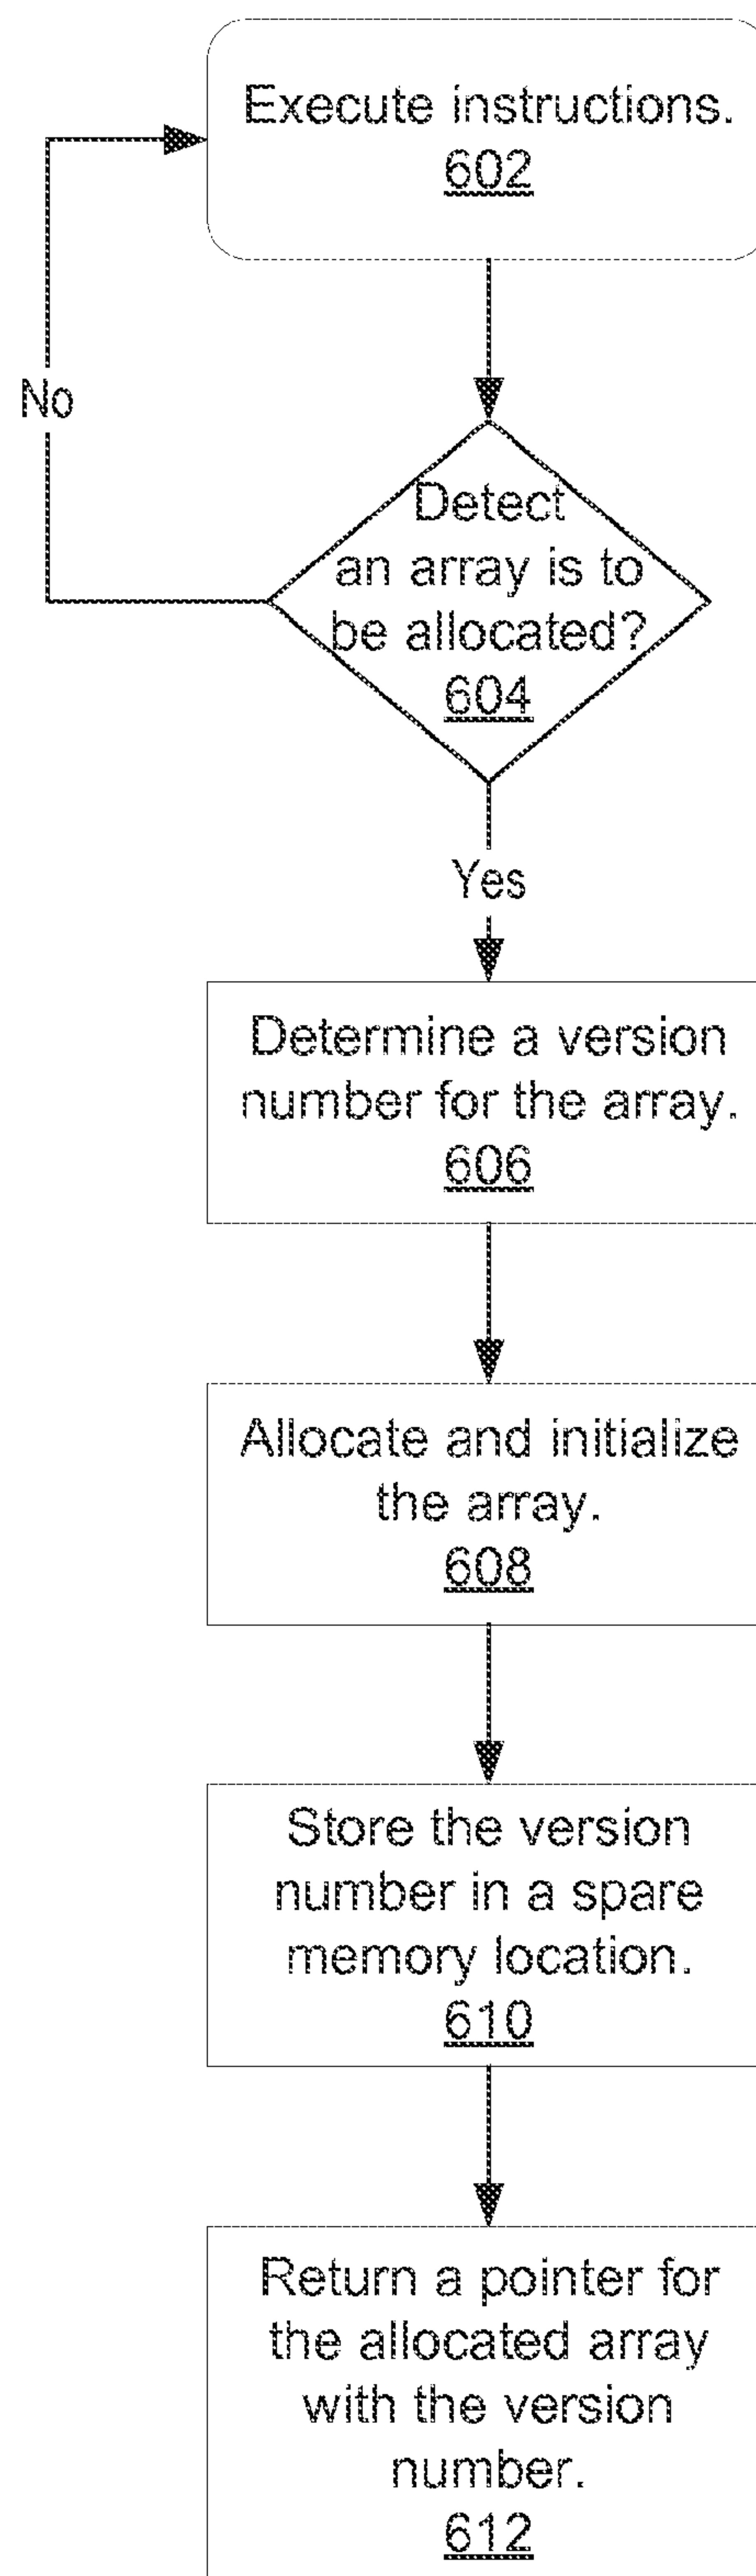 Execute instructions.
602
No
Detect
an array is to
be allocated?
604
Yes
Determine a version
number for the array.
606
Allocate and initialize
the array.
608
Store the version
number in a spare
memory location.
610
Return a pointer for
the allocated array
with the version
number.
612